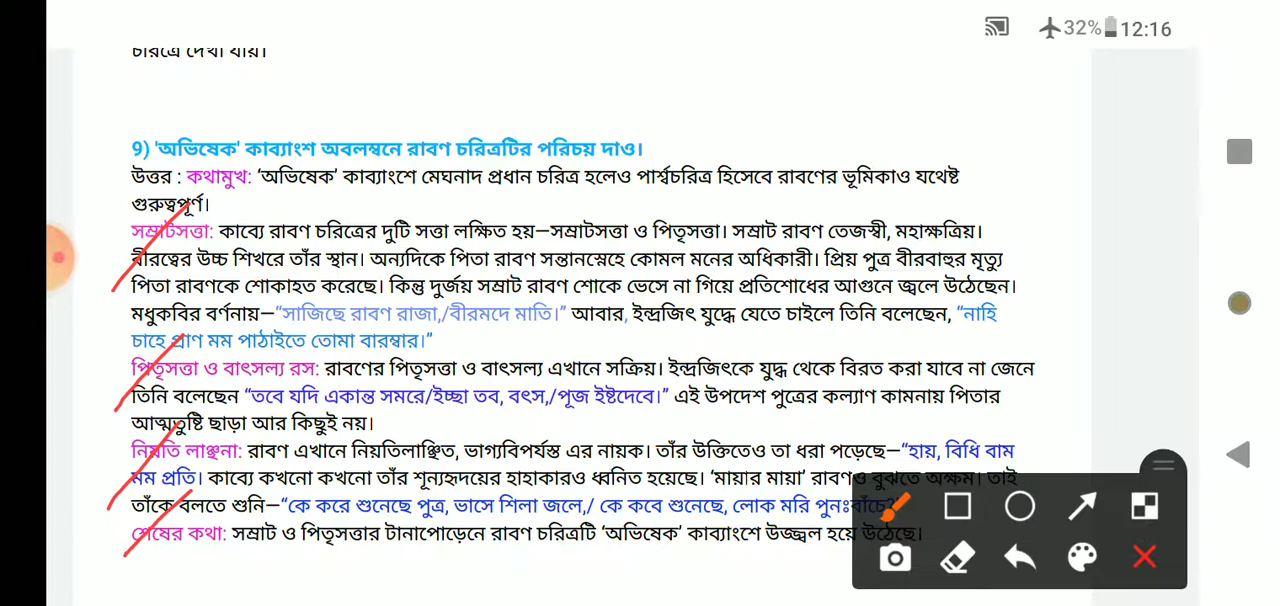 32% 12:16
চরিত্রে দেখা যায়।
9) 'অভিষেক' কাব্যাংশ অবলম্বনে রাবণ চরিত্রটির পরিচয় দাও।
উত্তর : কথামুখ: ‘অভিষেক’ কাব্যাংশে মেঘনাদ প্রধান চরিত্র হলেও পার্শ্বচরিত্র হিসেবে রাবণের ভূমিকাও যথেষ্ট
গুরুত্বপূর্ণ।
সম্রাটসত্তা: কাব্যে রাবণ চরিত্রের দুটি সত্তা লক্ষিত হয়—সম্রাটসত্তা ও পিতৃসত্তা। সম্রাট রাবণ তেজস্বী, মহাক্ষত্রিয়।
বীরত্বের উচ্চ শিখরে তাঁর স্থান। অন্যদিকে পিতা রাবণ সন্তানস্নেহে কোমল মনের অধিকারী। প্রিয় পুত্র বীরবাহুর মৃত্যু
পিতা রাবণকে শোকাহত করেছে। কিন্তু দুর্জয় সম্রাট রাবণ শোকে ভেসে না গিয়ে প্রতিশোধের আগুনে জ্বলে উঠেছেন।
মধুকবির বর্ণনায়—“সাজিছে রাবণ রাজা,/বীরমদে মাতি।” আবার, ইন্দ্রজিৎ যুদ্ধে যেতে চাইলে তিনি বলেছেন, “নাহি
চাহে প্রাণ মম পাঠাইতে তোমা বারম্বার।”
পিতৃসত্তা ও বাৎসল্য রস: রাবণের পিতৃসত্তা ও বাৎসল্য এখানে সক্রিয়। ইন্দ্রজিৎকে যুদ্ধ থেকে বিরত করা যাবে না জেনে
তিনি বলেছেন “তবে যদি একান্ত সমরে/ইচ্ছা তব, বৎস,/পূজ ইষ্টদেবে।” এই উপদেশ পুত্রের কল্যাণ কামনায় পিতার
আত্মতুষ্টি ছাড়া আর কিছুই নয়।
নিয়তি লাঞ্ছনা: রাবণ এখানে নিয়তিলাঞ্ছিত, ভাগ্যবিপর্যস্ত এর নায়ক। তাঁর উক্তিতেও তা ধরা পড়েছে—“হায়, বিধি বাম
মম প্রতি। কাব্যে কখনো কখনো তাঁর শূন্যহৃদয়ের হাহাকারও ধ্বনিত হয়েছে। ‘মায়ার মায়া’ রাবণও বুঝতে অক্ষম। তাই
তাঁকে বলতে শুনি—“কে করে শুনেছে পুত্র, ভাসে শিলা জলে,/ কে কবে শুনেছে, লোক মরি পুনঃবাঁচে?”
শেষের কথা: সম্রাট ও পিতৃসত্তার টানাপোড়েনে রাবণ চরিত্রটি ‘অভিষেক’ কাব্যাংশে উজ্জ্বল হয়ে উঠেছে।